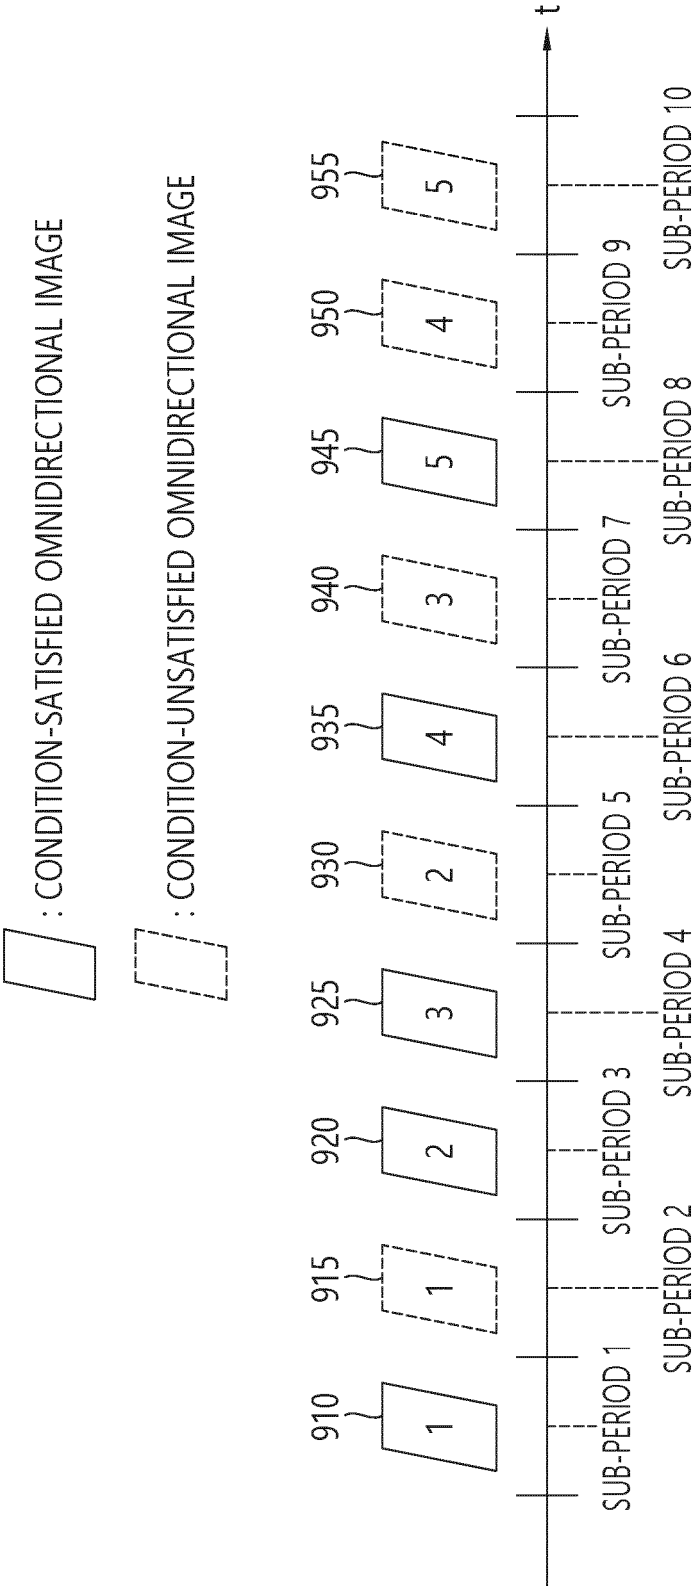 : CONDITION-SATISFIED OMNIDIRECTIONAL IMAGE
: CONDITION-UNSATISFIED OMNIDIRECTIONAL IMAGE
910 915 920 925 930 935 940 945 950 955
1 1 2 3 2 4 3 5 4 5
t
SUB-PERIOD 1 SUB-PERIOD 3 SUB-PERIOD 5 SUB-PERIOD 7 SUB-PERIOD 9
SUB-PERIOD 2 SUB-PERIOD 4 SUB-PERIOD 6 SUB-PERIOD 8 SUB-PERIOD 10